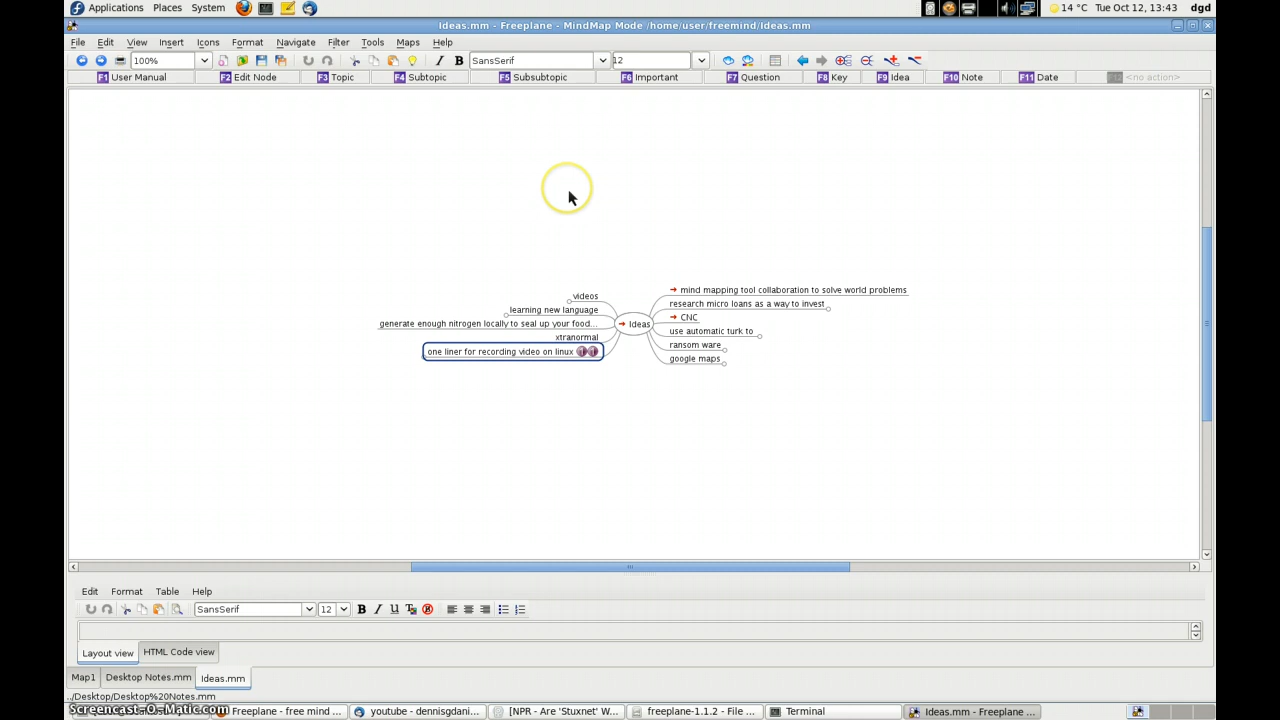 Applications Places System 14 °C Tue Oct 12, 13:43 dgd
Ideas.mm - Freeplane - MindMap Mode /home/user/freemind/Ideas.mm
File Edit View Insert Icons Format Navigate Filter Tools Maps Help
100% I B SansSerif 12
F1 User Manual F2 Edit Node F3 Topic F4 Subtopic F5 Subsubtopic F6 Important F7 Question F8 Key F9 Idea F10 Note F11 Date F12 <no action>
videos
learning new language
generate enough nitrogen locally to seal up your food...
xtranormal
one liner for recording video on linux
Ideas
mind mapping tool collaboration to solve world problems
research micro loans as a way to invest
CNC
use automatic turk to
ransom ware
google maps
Edit Format Table Help
SansSerif 12 B I U
Layout view HTML Code view
Map1 Desktop Notes.mm Ideas.mm
../Desktop/Desktop%20Notes.mm
Screencast-O-Matic.com Freeplane - free mind ... youtube - dennisgdani... [NPR - Are 'Stuxnet' W... freeplane-1.1.2 - File ... Terminal Ideas.mm - Freeplane ...